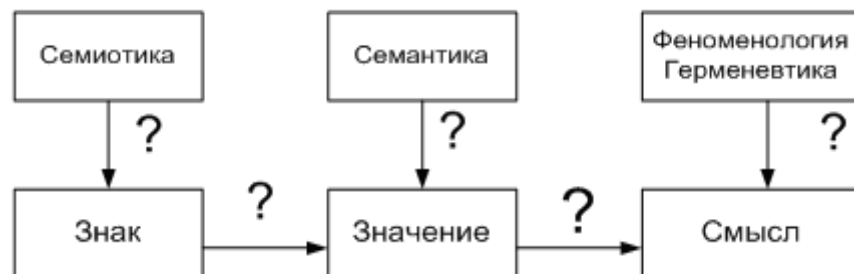 Семиотика
Семантика
Феноменология
Герменевтика
?
?
?
?
?
Знак
Значение
Смысл